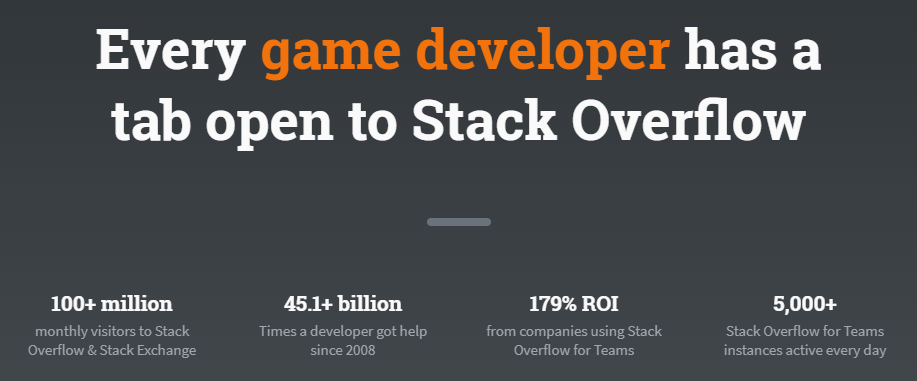 Every game developer has a
tab open to Stack Overflow
100+ million
monthly visitors to Stack
Overflow & Stack Exchange
45.1+ billion
Times a developer got help
since 2008
179% ROI
from companies using Stack
Overflow for Teams
5,000+
Stack Overflow for Teams
instances active every day